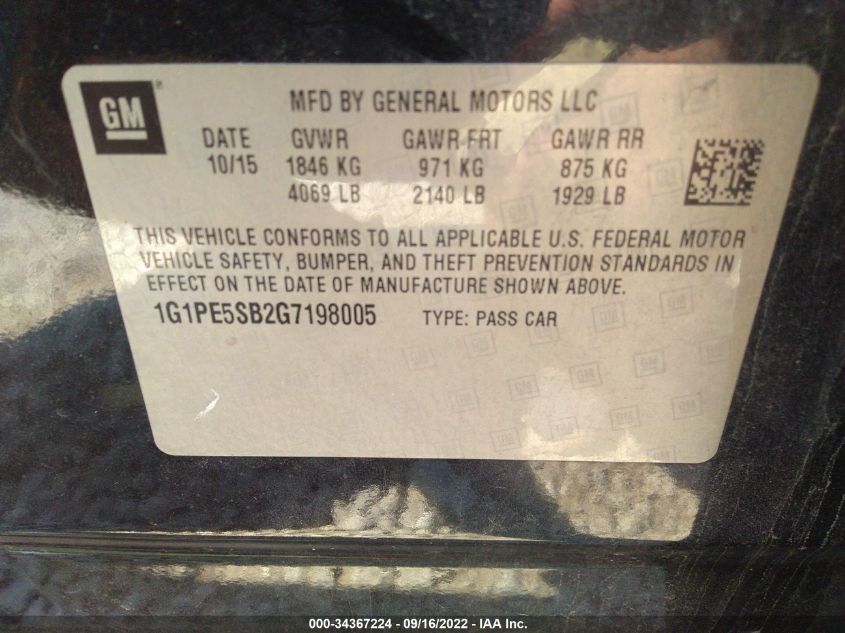 GM®
MFD BY GENERAL MOTORS LLC
DATE GVWR GAWR FRT GAWR RR
10/15 1846 KG 971 KG 875 KG
4069 LB 2140 LB 1929 LB
THIS VEHICLE CONFORMS TO ALL APPLICABLE U.S. FEDERAL MOTOR
VEHICLE SAFETY, BUMPER, AND THEFT PREVENTION STANDARDS IN
EFFECT ON THE DATE OF MANUFACTURE SHOWN ABOVE.
1G1PE5SB2G7198005 TYPE: PASS CAR
000-34367224 - 09/16/2022 - IAA Inc.